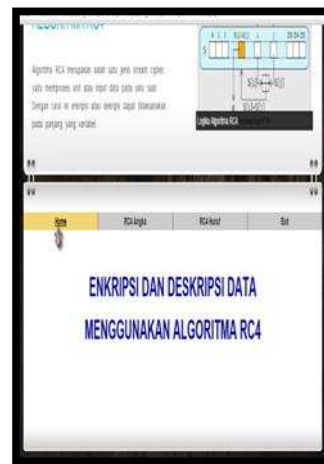 ALGORITMA RC4
Algoritma RC4 merupakan salah satu jenis stream cipher,
yaitu memproses unit atau input data pada satu saat.
Dengan cara ini enkripsi atau dekripsi dapat dilaksanakan
pada panjang yang variabel.
Logika Algoritma RC4
Home RC4 Angka RC4 Huruf Exit
ENKRIPSI DAN DESKRIPSI DATA
MENGGUNAKAN ALGORITMA RC4